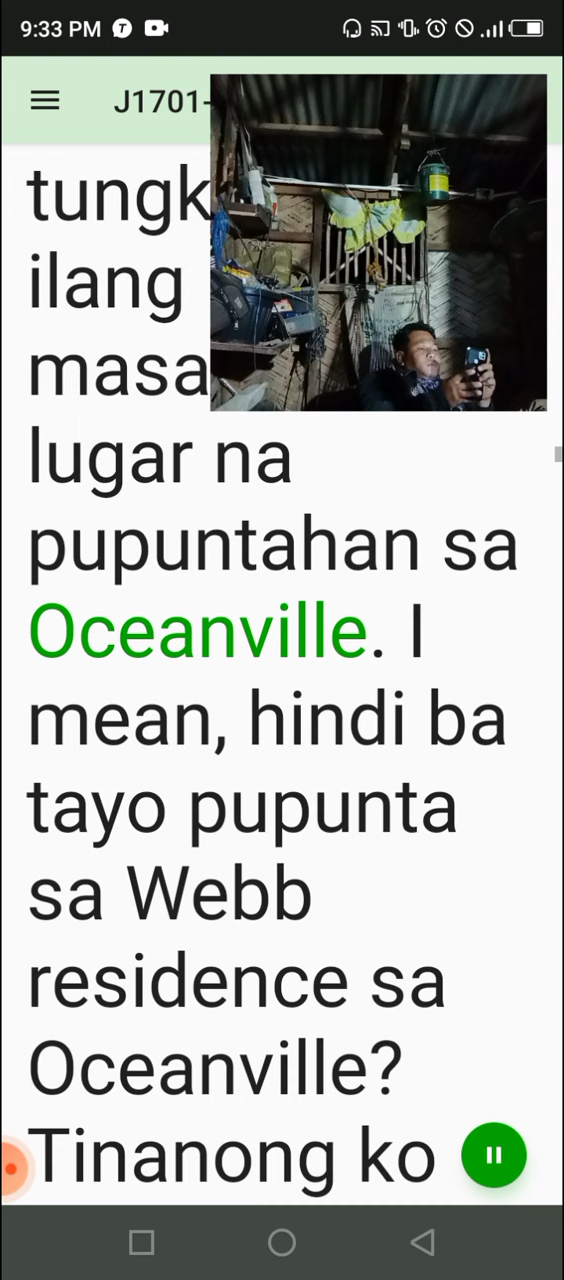 9:33 PM
J1701-
tungk
ilang
masa
lugar na
pupuntahan sa
Oceanville. I
mean, hindi ba
tayo pupunta
sa Webb
residence sa
Oceanville?
Tinanong ko